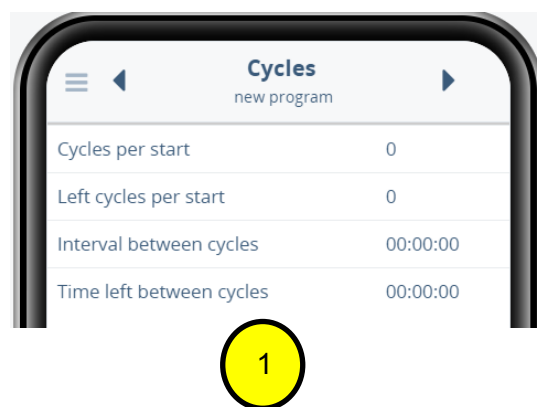 Cycles
new program
Cycles per start 0
Left cycles per start 0
Interval between cycles 00:00:00
Time left between cycles 00:00:00
1